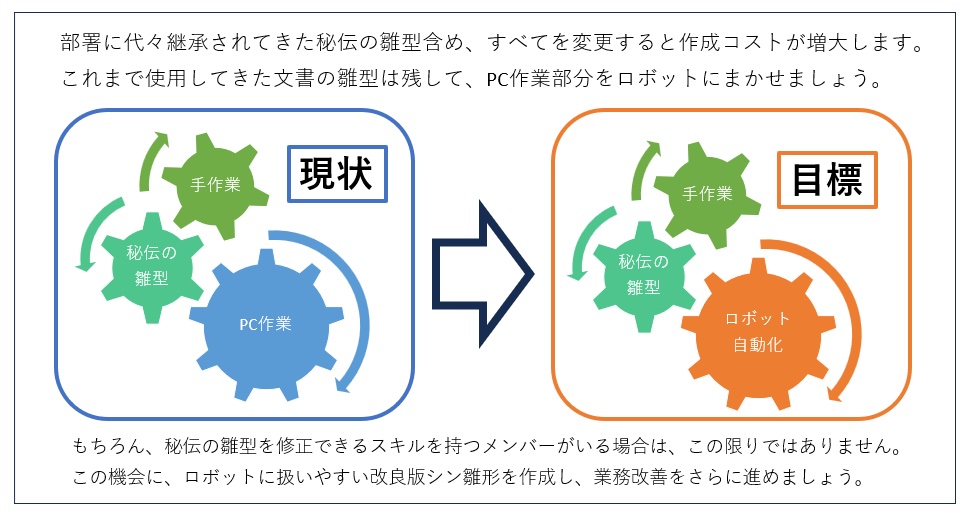 部署に代々継承されてきた秘伝の雛型含め、すべてを変更すると作成コストが増大します。
これまで使用してきた文書の雛型は残して、PC作業部分をロボットにまかせましょう。
現状
手作業
秘伝の
雛型
PC作業
目標
手作業
秘伝の
雛型
ロボット
自動化
もちろん、秘伝の雛型を修正できるスキルを持つメンバーがいる場合は、この限りではありません。
この機会に、ロボットに扱いやすい改良版シン雛形を作成し、業務改善をさらに進めましょう。